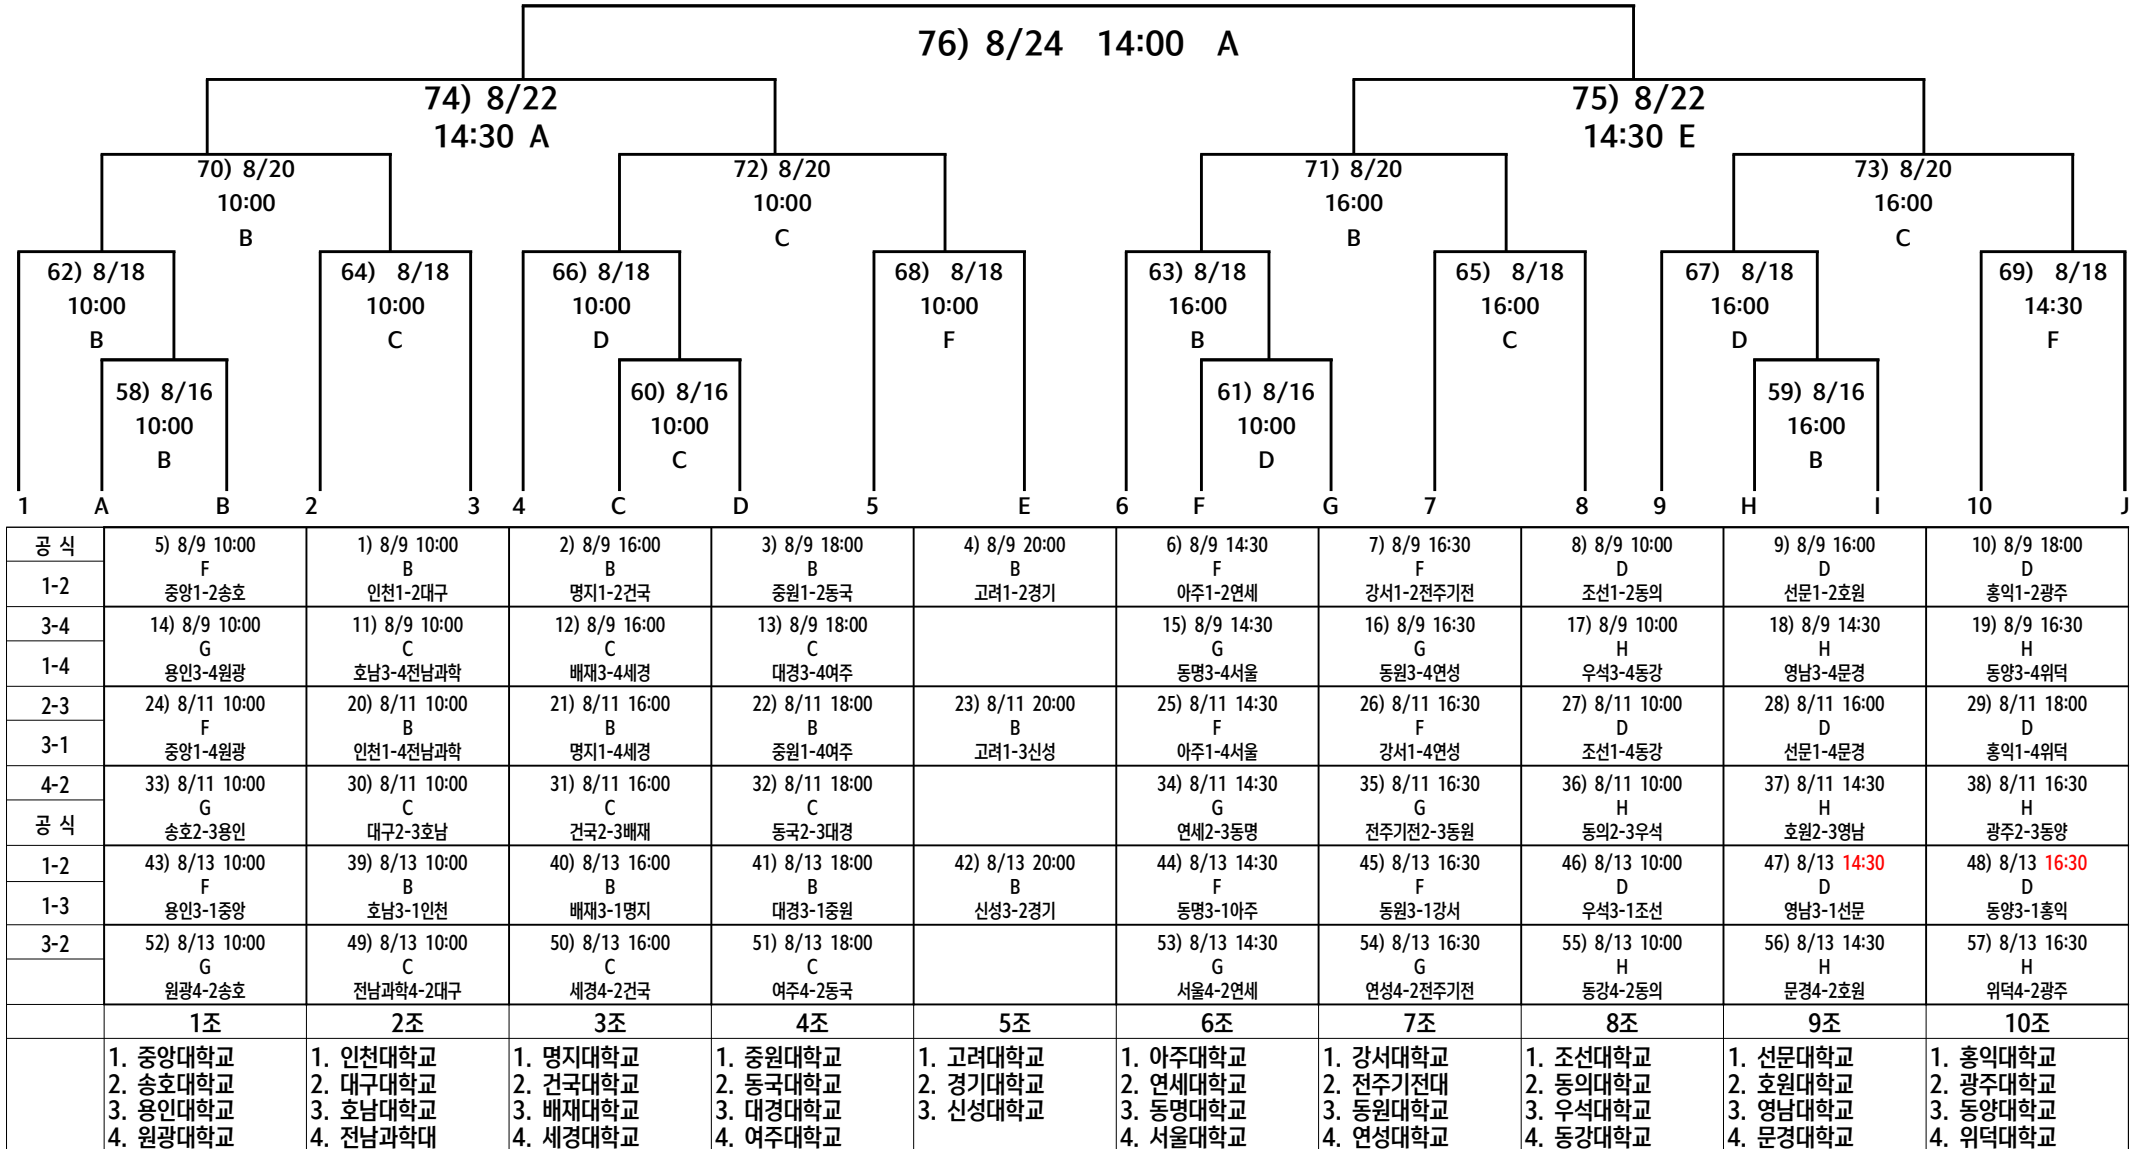 76) 8/24 14:00 A
74) 8/22
14:30 A
75) 8/22
14:30 E
70) 8/20
10:00
B
72) 8/20
10:00
C
71) 8/20
16:00
B
73) 8/20
16:00
C
62) 8/18
10:00
B
64) 8/18
10:00
C
66) 8/18
10:00
D
68) 8/18
10:00
F
63) 8/18
16:00
B
65) 8/18
16:00
C
67) 8/18
16:00
D
69) 8/18
14:30
F
58) 8/16
10:00
B
60) 8/16
10:00
C
61) 8/16
10:00
D
59) 8/16
16:00
B
1 A B 2 3 4 C D 5 E 6 F G 7 8 9 H I 10 J
공 식 5) 8/9 10:00 1) 8/9 10:00 2) 8/9 16:00 3) 8/9 18:00 4) 8/9 20:00 6) 8/9 14:30 7) 8/9 16:30 8) 8/9 10:00 9) 8/9 16:00 10) 8/9 18:00
F B B B B F F D D D
1-2 중앙1-2송호 인천1-2대구 명지1-2건국 중원1-2동국 고려1-2경기 아주1-2연세 강서1-2전주기전 조선1-2동의 선문1-2호원 홍익1-2광주
3-4 14) 8/9 10:00 11) 8/9 10:00 12) 8/9 16:00 13) 8/9 18:00 15) 8/9 14:30 16) 8/9 16:30 17) 8/9 10:00 18) 8/9 14:30 19) 8/9 16:30
G C C C G G H H H
1-4 용인3-4원광 호남3-4전남과학 배재3-4세경 대경3-4여주 동명3-4서울 동원3-4연성 우석3-4동강 영남3-4문경 동양3-4위덕
2-3 24) 8/11 10:00 20) 8/11 10:00 21) 8/11 16:00 22) 8/11 18:00 23) 8/11 20:00 25) 8/11 14:30 26) 8/11 16:30 27) 8/11 10:00 28) 8/11 16:00 29) 8/11 18:00
F B B B B F F D D D
3-1 중앙1-4원광 인천1-4전남과학 명지1-4세경 중원1-4여주 고려1-3신성 아주1-4서울 강서1-4연성 조선1-4동강 선문1-4문경 홍익1-4위덕
4-2 33) 8/11 10:00 30) 8/11 10:00 31) 8/11 16:00 32) 8/11 18:00 34) 8/11 14:30 35) 8/11 16:30 36) 8/11 10:00 37) 8/11 14:30 38) 8/11 16:30
G C C C G G H H H
공 식 송호2-3용인 대구2-3호남 건국2-3배재 동국2-3대경 연세2-3동명 전주기전2-3동원 동의2-3우석 호원2-3영남 광주2-3동양
1-2 43) 8/13 10:00 39) 8/13 10:00 40) 8/13 16:00 41) 8/13 18:00 42) 8/13 20:00 44) 8/13 14:30 45) 8/13 16:30 46) 8/13 10:00 47) 8/13 14:30 48) 8/13 16:30
F B B B B F F D D D
1-3 용인3-1중앙 호남3-1인천 배재3-1명지 대경3-1중원 신성3-2경기 동명3-1아주 동원3-1강서 우석3-1조선 영남3-1선문 동양3-1홍익
3-2 52) 8/13 10:00 49) 8/13 10:00 50) 8/13 16:00 51) 8/13 18:00 53) 8/13 14:30 54) 8/13 16:30 55) 8/13 10:00 56) 8/13 14:30 57) 8/13 16:30
G C C C G G H H H
원광4-2송호 전남과학4-2대구 세경4-2건국 여주4-2동국 서울4-2연세 연성4-2전주기전 동강4-2동의 문경4-2호원 위덕4-2광주
1조 2조 3조 4조 5조 6조 7조 8조 9조 10조
1. 중앙대학교 1. 인천대학교 1. 명지대학교 1. 중원대학교 1. 고려대학교 1. 아주대학교 1. 강서대학교 1. 조선대학교 1. 선문대학교 1. 홍익대학교
2. 송호대학교 2. 대구대학교 2. 건국대학교 2. 동국대학교 2. 경기대학교 2. 연세대학교 2. 전주기전대 2. 동의대학교 2. 호원대학교 2. 광주대학교
3. 용인대학교 3. 호남대학교 3. 배재대학교 3. 대경대학교 3. 신성대학교 3. 동명대학교 3. 동원대학교 3. 우석대학교 3. 영남대학교 3. 동양대학교
4. 원광대학교 4. 전남과학대 4. 세경대학교 4. 여주대학교 4. 서울대학교 4. 연성대학교 4. 동강대학교 4. 문경대학교 4. 위덕대학교